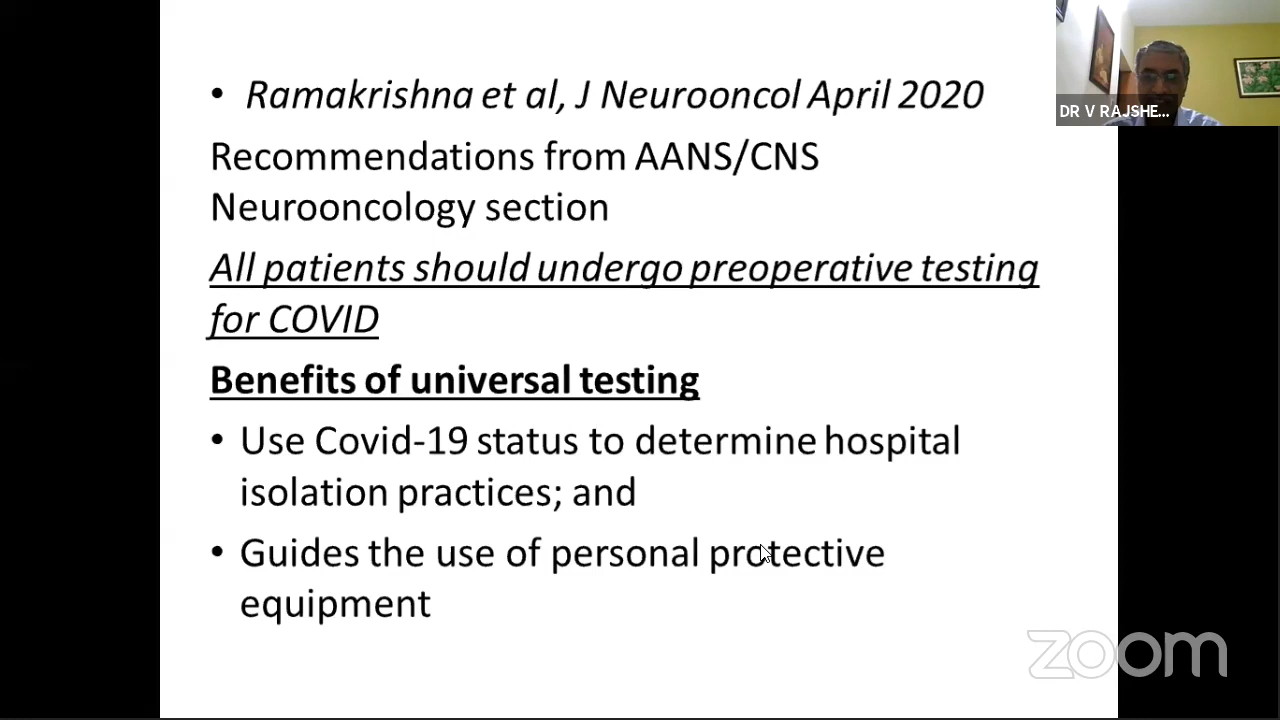 • Ramakrishna et al, J Neurooncol April 2020
Recommendations from AANS/CNS
Neurooncology section
All patients should undergo preoperative testing
for COVID
Benefits of universal testing
• Use Covid-19 status to determine hospital
isolation practices; and
• Guides the use of personal protective
equipment
DR V RAJSHE...
zoom